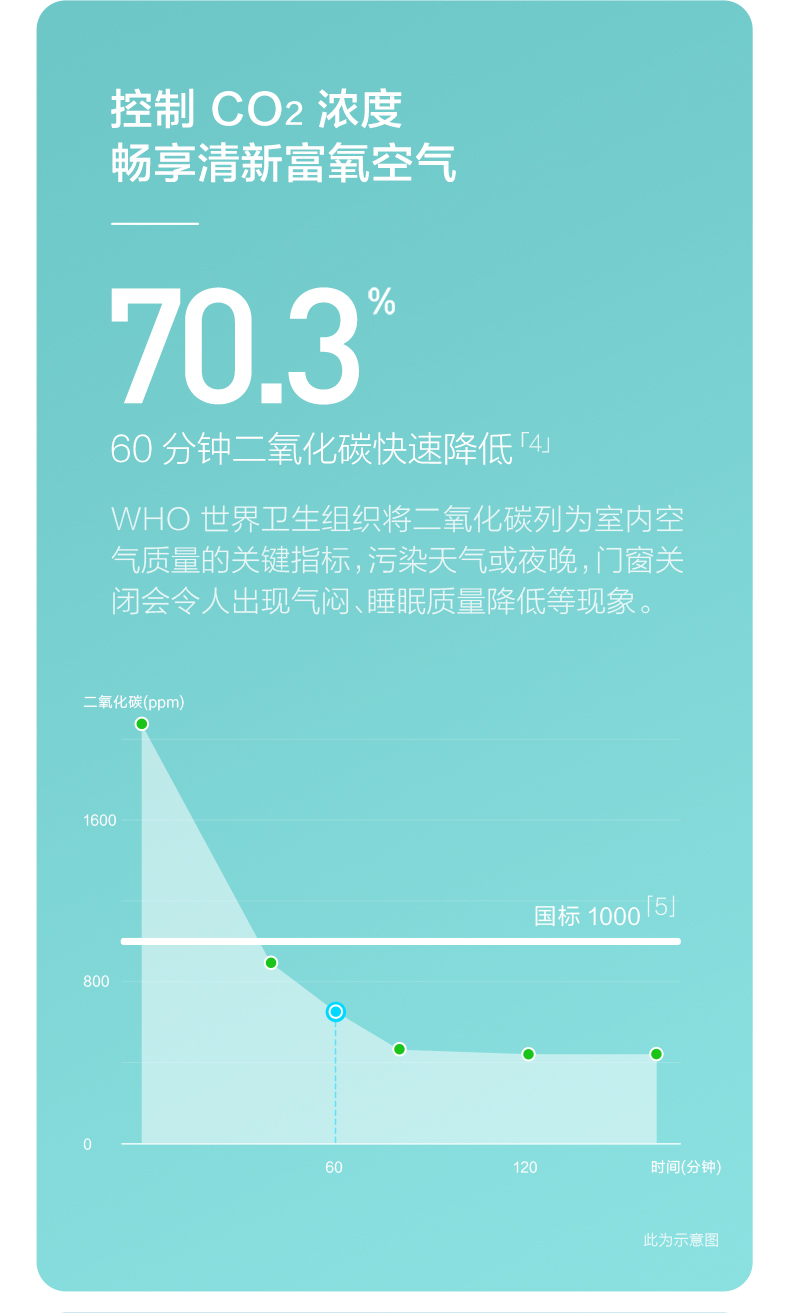 控制 CO2 浓度
畅享清新富氧空气
70.3%
60 分钟二氧化碳快速降低「4」
WHO 世界卫生组织将二氧化碳列为室内空
气质量的关键指标,污染天气或夜晚,门窗关
闭会令人出现气闷、睡眠质量降低等现象。
二氧化碳(ppm)
1600
国标 1000「5」
800
0
60
120
时间(分钟)
此为示意图